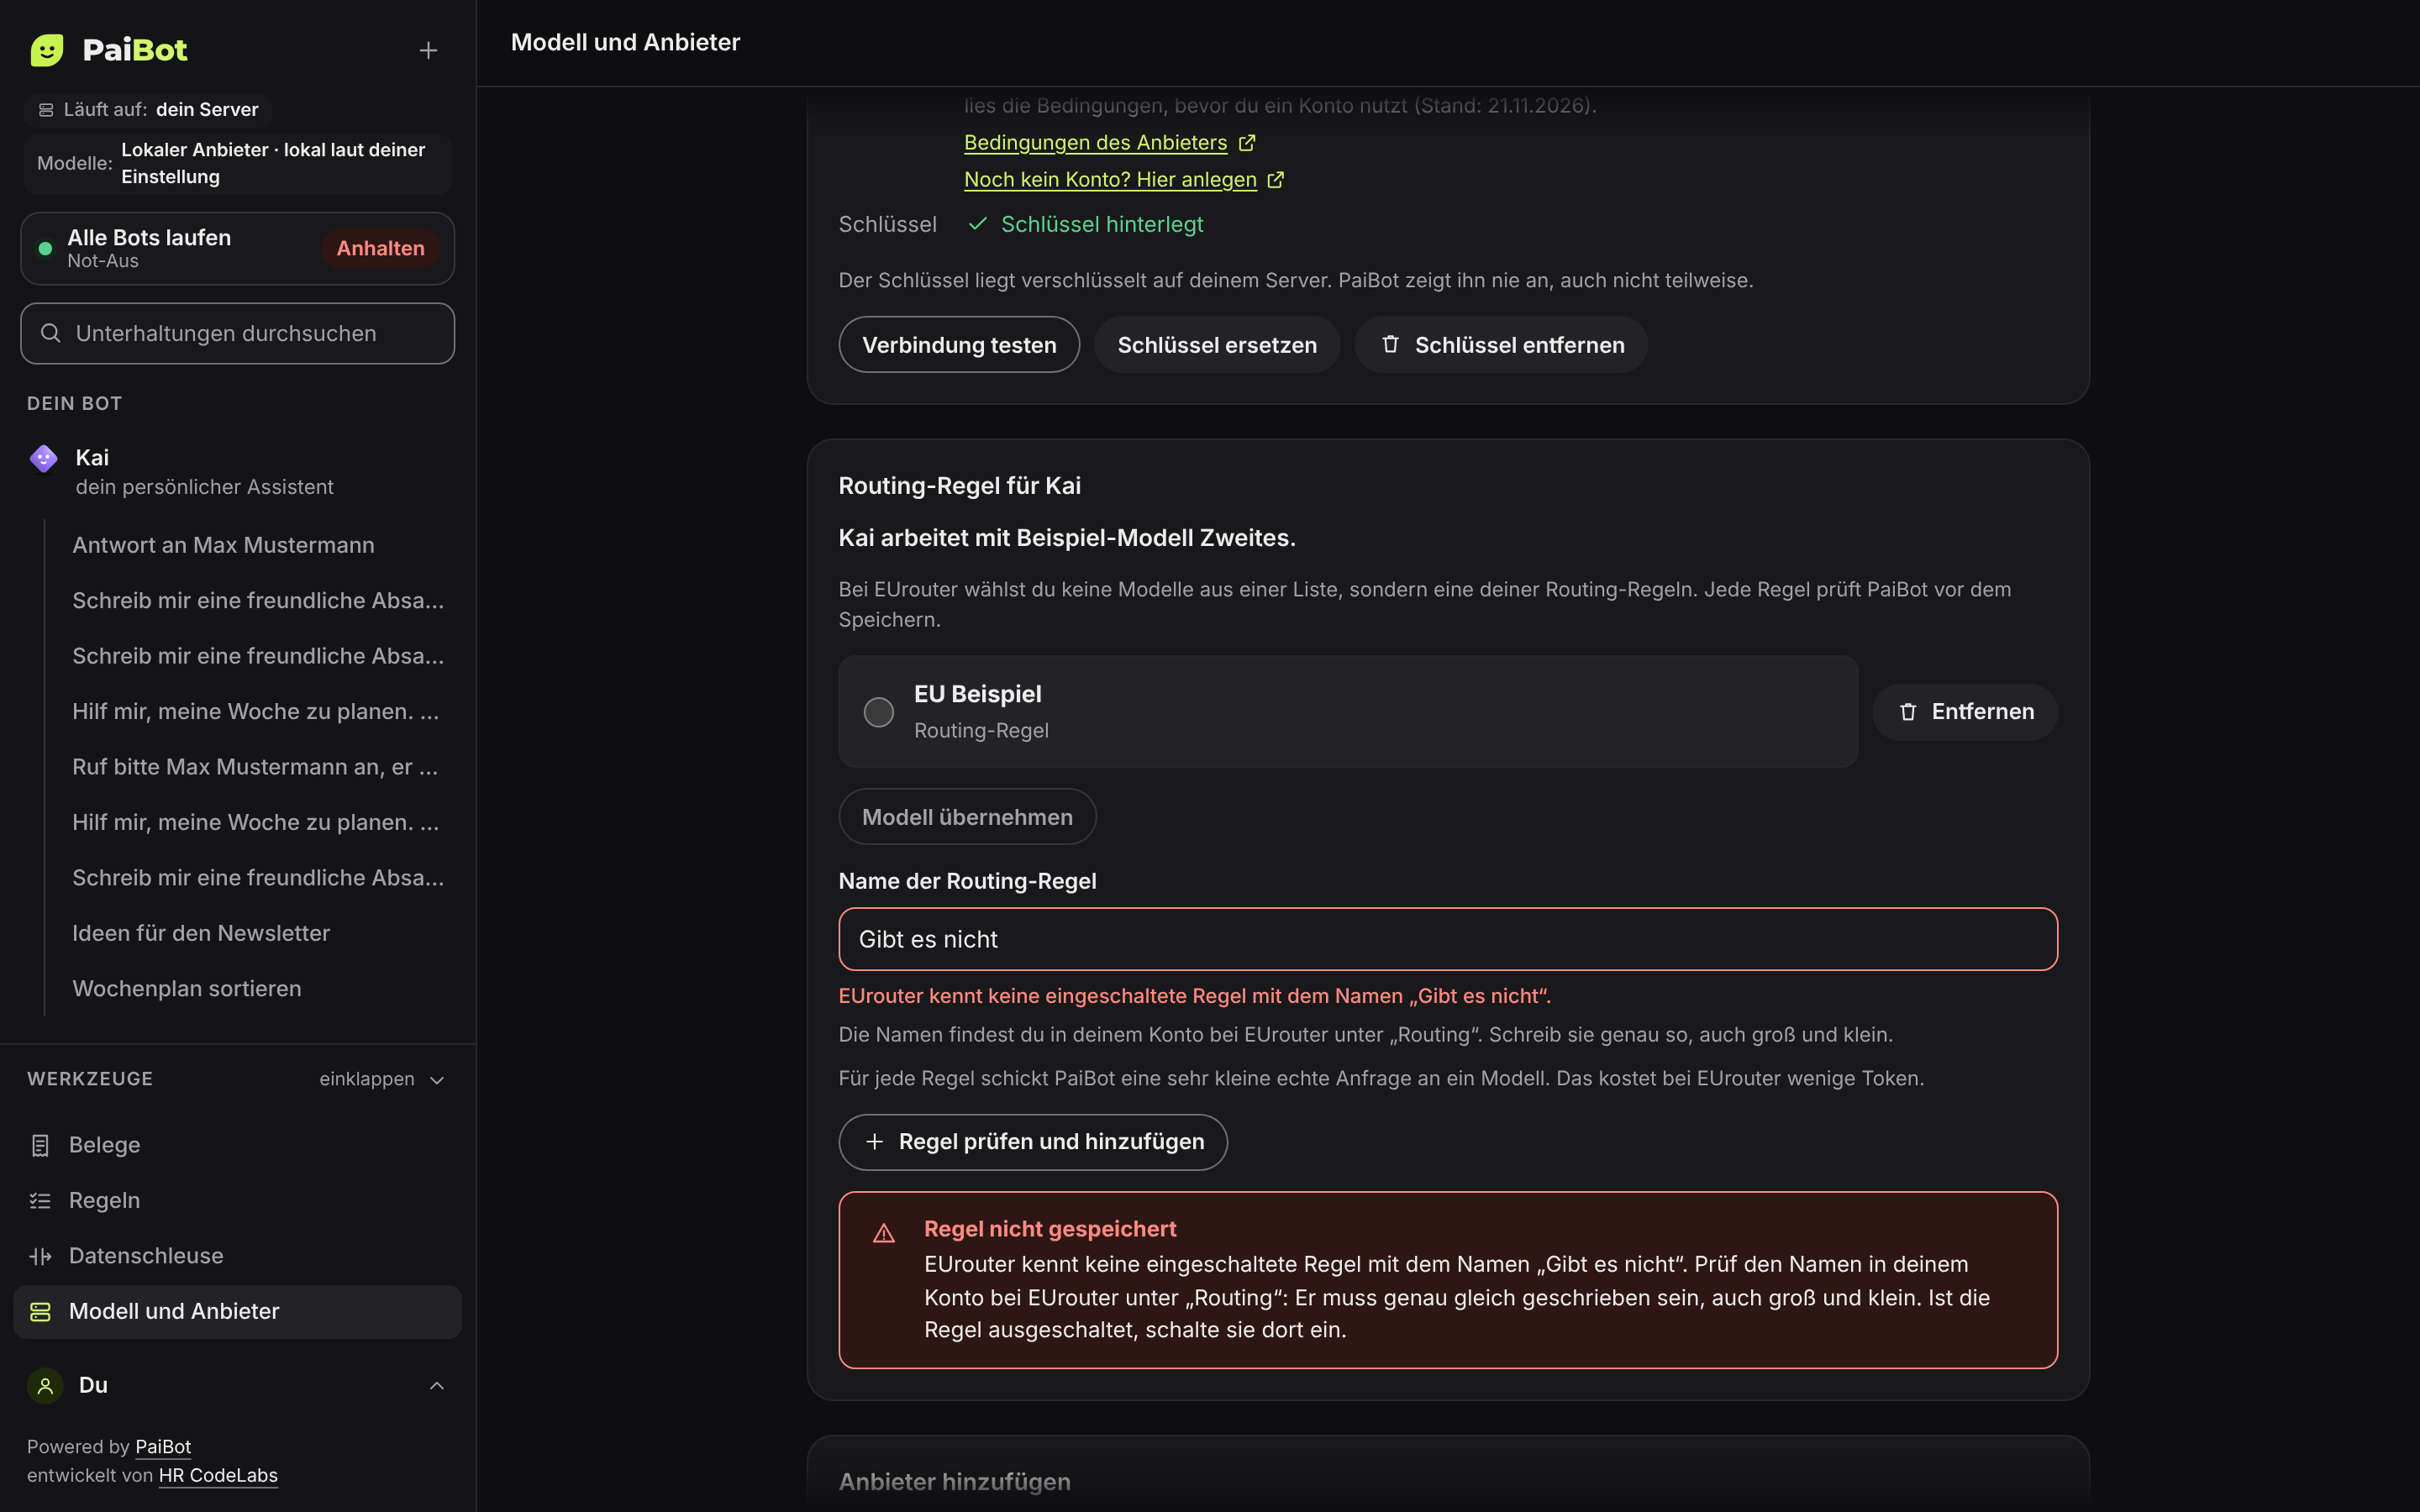 PaiBot
Läuft auf: dein Server
Modelle: Lokaler Anbieter · lokal laut deiner
Einstellung
Alle Bots laufen
Not-Aus
Anhalten
Unterhaltungen durchsuchen
DEIN BOT
Kai
dein persönlicher Assistent
Antwort an Max Mustermann
Schreib mir eine freundliche Absa...
Schreib mir eine freundliche Absa...
Hilf mir, meine Woche zu planen. ...
Ruf bitte Max Mustermann an, er ...
Hilf mir, meine Woche zu planen. ...
Schreib mir eine freundliche Absa...
Ideen für den Newsletter
Wochenplan sortieren
WERKZEUGE
einklappen
Belege
Regeln
Datenschleuse
Modell und Anbieter
Du
Powered by PaiBot
entwickelt von HR CodeLabs
Modell und Anbieter
lies die Bedingungen, bevor du ein Konto nutzt (Stand: 21.11.2026).
Bedingungen des Anbieters
Noch kein Konto? Hier anlegen
Schlüssel
Schlüssel hinterlegt
Der Schlüssel liegt verschlüsselt auf deinem Server. PaiBot zeigt ihn nie an, auch nicht teilweise.
Verbindung testen
Schlüssel ersetzen
Schlüssel entfernen
Routing-Regel für Kai
Kai arbeitet mit Beispiel-Modell Zweites.
Bei EUrouter wählst du keine Modelle aus einer Liste, sondern eine deiner Routing-Regeln. Jede Regel prüft PaiBot vor dem
Speichern.
EU Beispiel
Routing-Regel
Entfernen
Modell übernehmen
Name der Routing-Regel
Gibt es nicht
EUrouter kennt keine eingeschaltete Regel mit dem Namen „Gibt es nicht“.
Die Namen findest du in deinem Konto bei EUrouter unter „Routing“. Schreib sie genau so, auch groß und klein.
Für jede Regel schickt PaiBot eine sehr kleine echte Anfrage an ein Modell. Das kostet bei EUrouter wenige Token.
Regel prüfen und hinzufügen
Regel nicht gespeichert
EUrouter kennt keine eingeschaltete Regel mit dem Namen „Gibt es nicht“. Prüf den Namen in deinem
Konto bei EUrouter unter „Routing“: Er muss genau gleich geschrieben sein, auch groß und klein. Ist die
Regel ausgeschaltet, schalte sie dort ein.
Anbieter hinzufügen